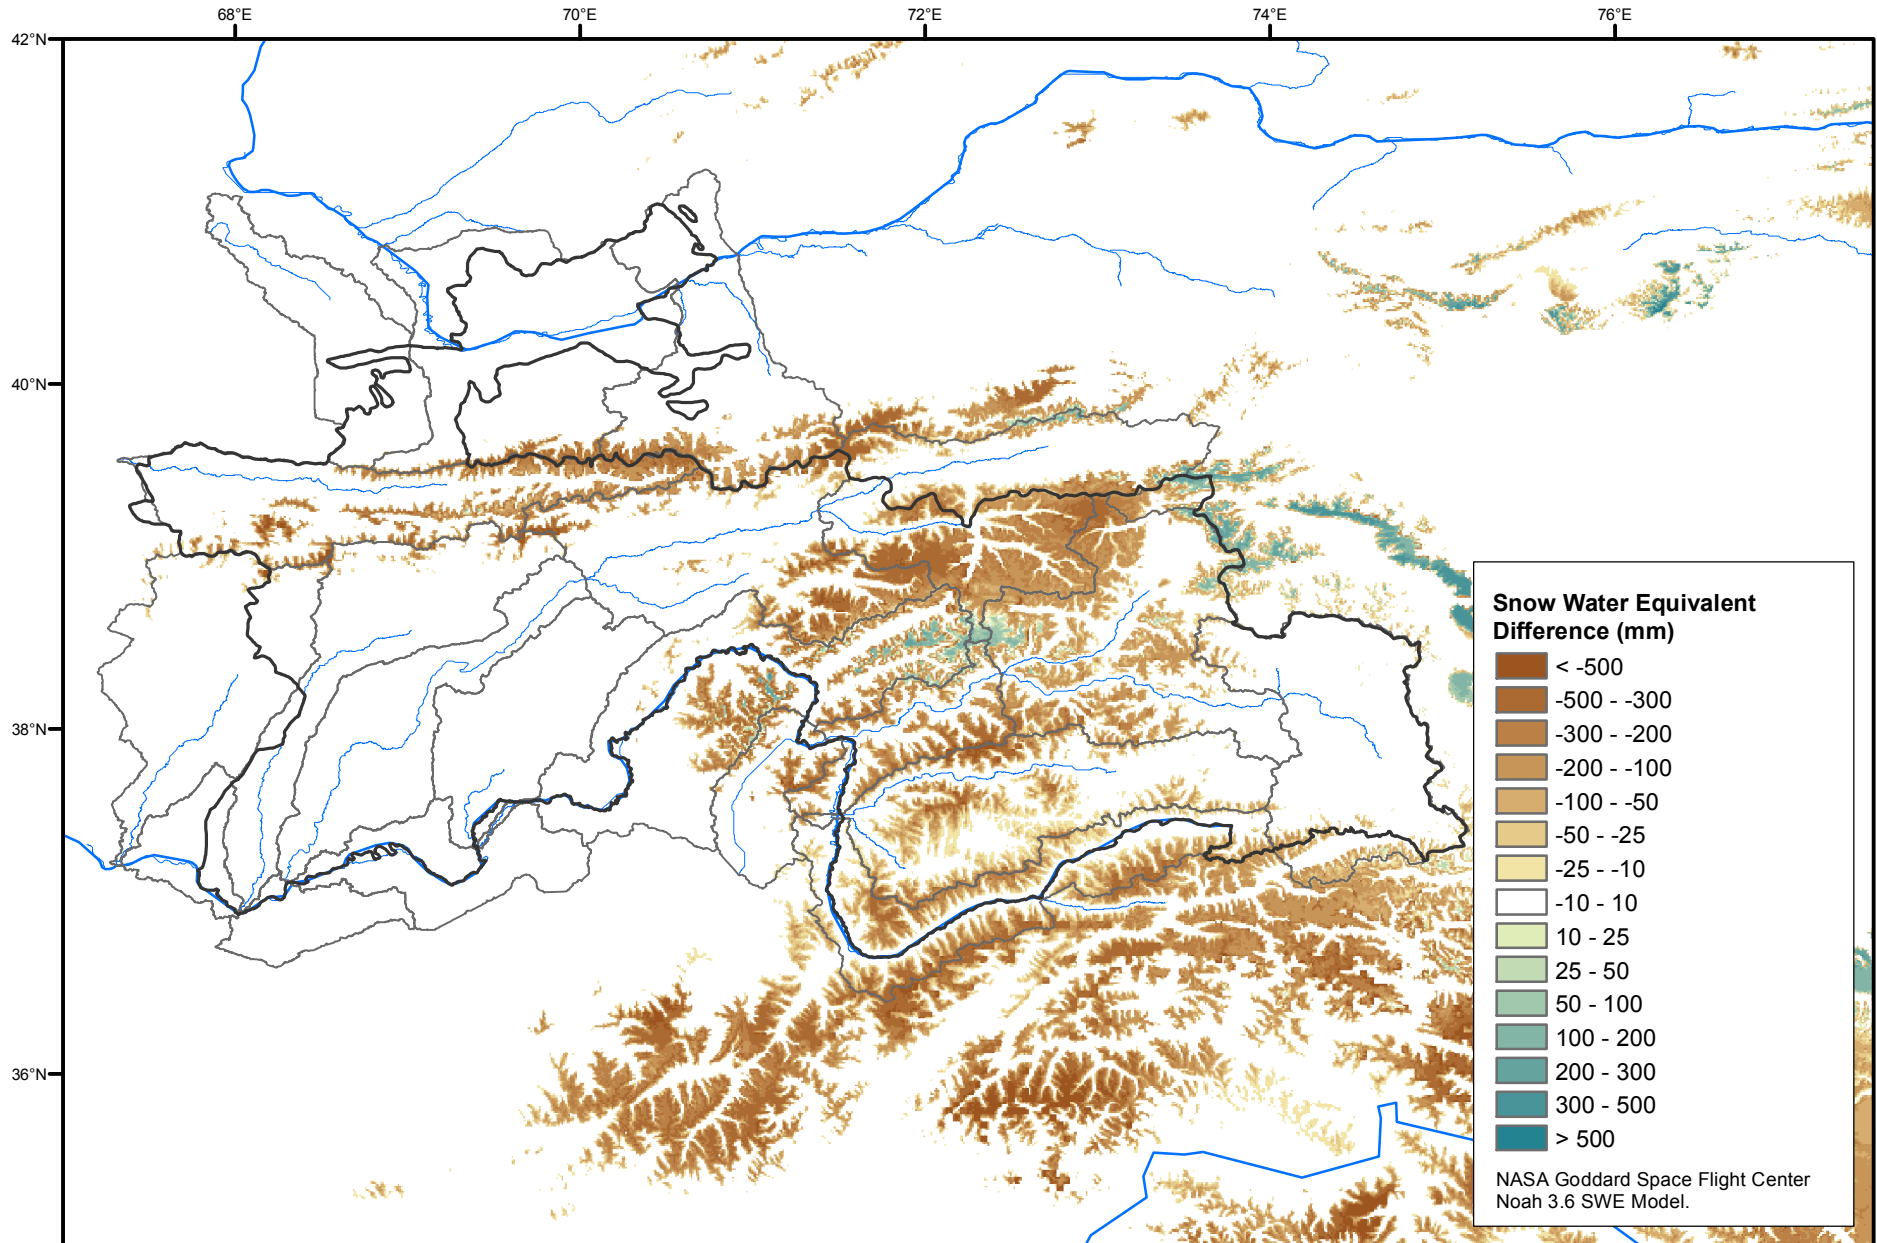 68°E
70°E
72°E
74°E
76°E
42°N
40°N
38°N
36°N
Snow Water Equivalent
Difference (mm)
< -500
-500 - -300
-300 - -200
-200 - -100
-100 - -50
-50 - -25
-25 - -10
-10 - 10
10 - 25
25 - 50
50 - 100
100 - 200
200 - 300
300 - 500
> 500
NASA Goddard Space Flight Center
Noah 3.6 SWE Model.